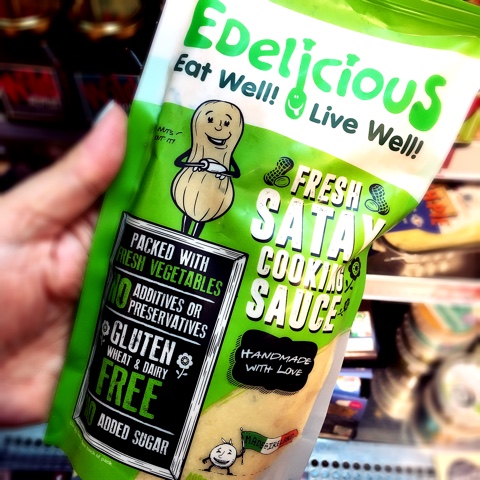 EDelicious
Eat Well! Live Well!
FRESH
SATAY
COOKING
SAUCE
HANDMADE
WITH LOVE
PACKED WITH
FRESH VEGETABLES
NO ADDITIVES OR
PRESERVATIVES
GLUTEN
WHEAT & DAIRY
FREE
NO ADDED SUGAR
MADE